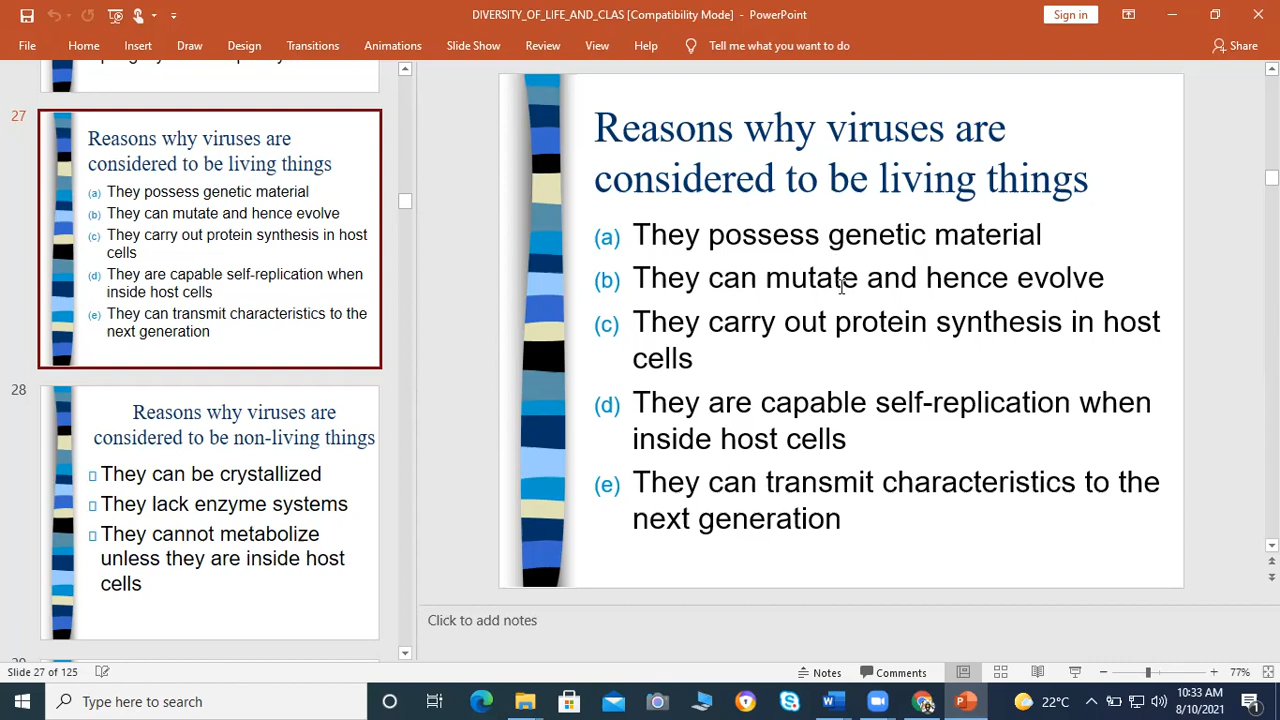 DIVERSITY_OF_LIFE_AND_CLAS [Compatibility Mode] - PowerPoint
Sign in
File Home Insert Draw Design Transitions Animations Slide Show Review View Help Tell me what you want to do Share
27
Reasons why viruses are
considered to be living things
(a) They possess genetic material
(b) They can mutate and hence evolve
(c) They carry out protein synthesis in host
cells
(d) They are capable self-replication when
inside host cells
(e) They can transmit characteristics to the
next generation
28
Reasons why viruses are
considered to be non-living things
They can be crystallized
They lack enzyme systems
They cannot metabolize
unless they are inside host
cells
Reasons why viruses are
considered to be living things
(a) They possess genetic material
(b) They can mutate and hence evolve
(c) They carry out protein synthesis in host
cells
(d) They are capable self-replication when
inside host cells
(e) They can transmit characteristics to the
next generation
Click to add notes
Slide 27 of 125
Notes Comments 77%
Type here to search
22°C
10:33 AM
8/10/2021
1